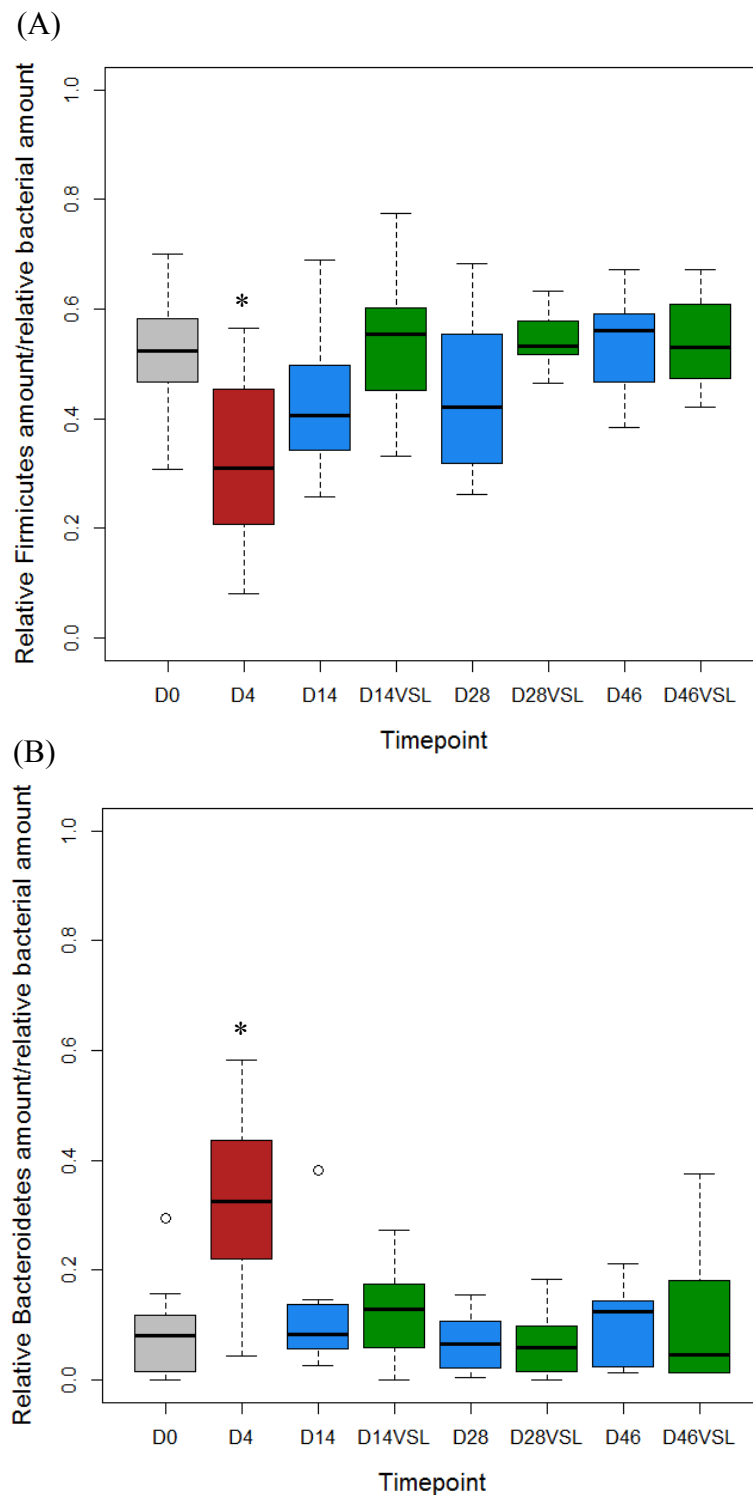 (A)
Relative Firmicutes amount/relative bacterial amount
1.0
0.8
0.6
0.4
0.2
0.0
*
D0 D4 D14 D14VSL D28 D28VSL D46 D46VSL
Timepoint
(B)
Relative Bacteroidetes amount/relative bacterial amount
1.0
0.8
0.6
0.4
0.2
0.0
*
D0 D4 D14 D14VSL D28 D28VSL D46 D46VSL
Timepoint